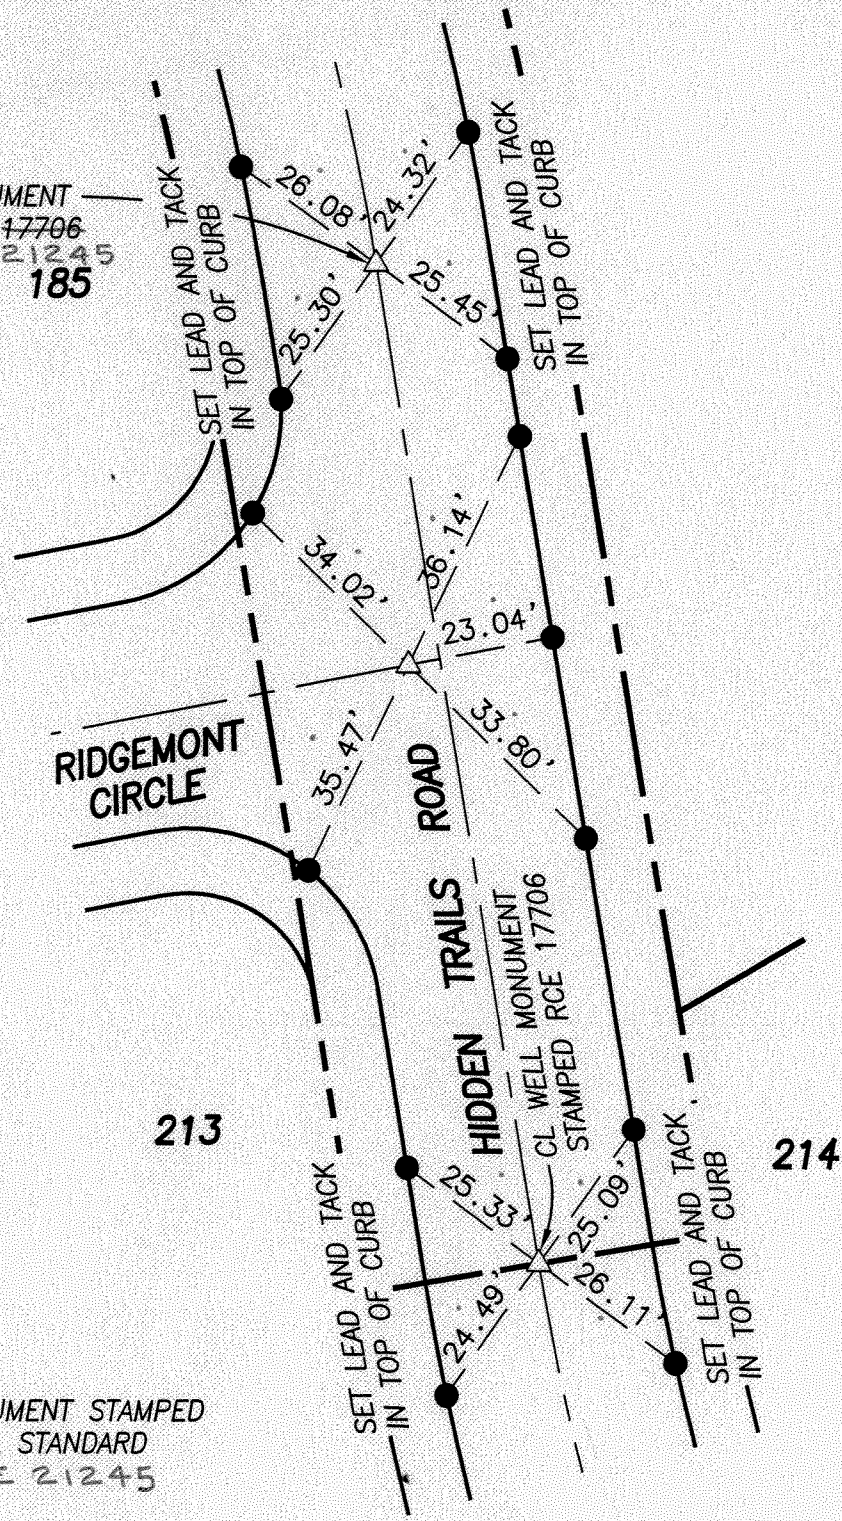 17706
21245
185
SET LEAD AND TACK
IN TOP OF CURB
26.08'
24.32'
25.30'
25.45'
SET LEAD AND TACK
IN TOP OF CURB
34.02'
36.14'
23.04'
33.80'
35.47'
RIDGEMONT
CIRCLE
HIDDEN TRAILS ROAD
CL WELL MONUMENT
STAMPED RCE 17706
213
214
25.33'
25.09'
24.49'
26.11'
SET LEAD AND TACK
IN TOP OF CURB
SET LEAD AND TACK
IN TOP OF CURB
STAMPED
STANDARD
21245